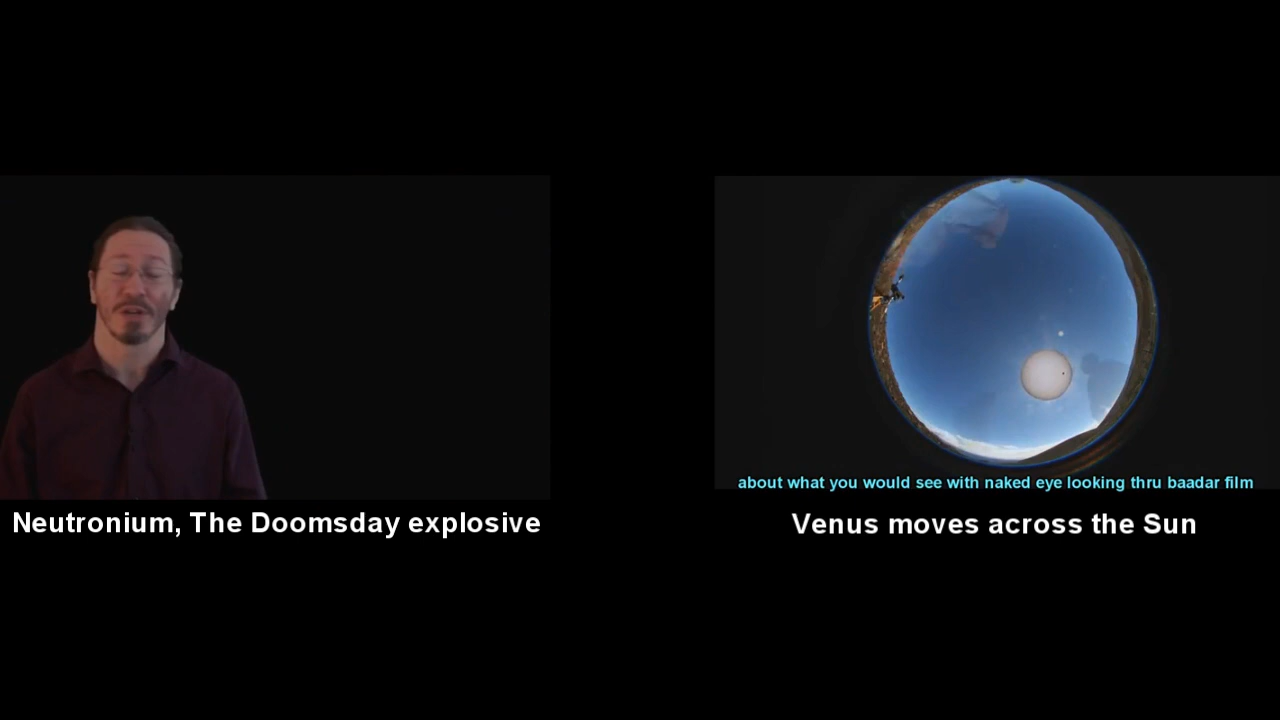 about what you would see with naked eye looking thru baadar film
Neutronium, The Doomsday explosive
Venus moves across the Sun